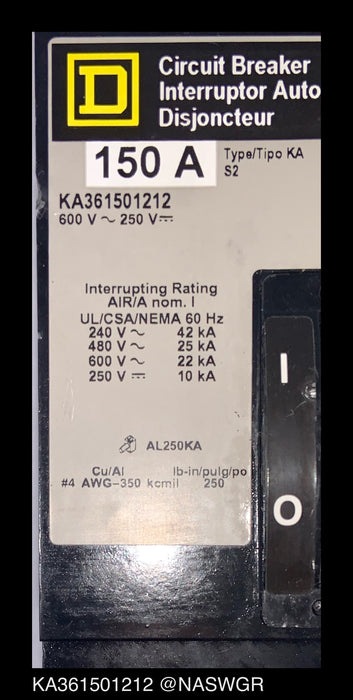 D
Circuit Breaker
Interruptor Auto
Disjoncteur
150 A
Type/Tipo KA
S2
KA361501212
600 V ~ 250 V⎓
Interrupting Rating
AIR/A nom. I
UL/CSA/NEMA 60 Hz
240 V ~ 42 kA
480 V ~ 25 kA
600 V ~ 22 kA
250 V ⎓ 10 kA
AL250KA
Cu/Al lb-in/pulg/po
#4 AWG-350 kcmil 250
I
O
KA361501212 @NASWGR